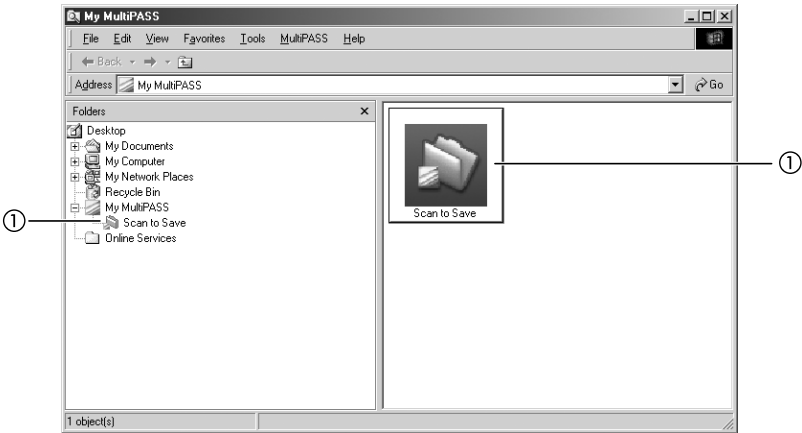 My MultiPASS
File Edit View Favorites Tools MultiPASS Help
Back
Address My MultiPASS Go
Folders
Desktop
My Documents
My Computer
My Network Places
Recycle Bin
My MultiPASS
Scan to Save
Online Services
①
Scan to Save
①
1 object(s)